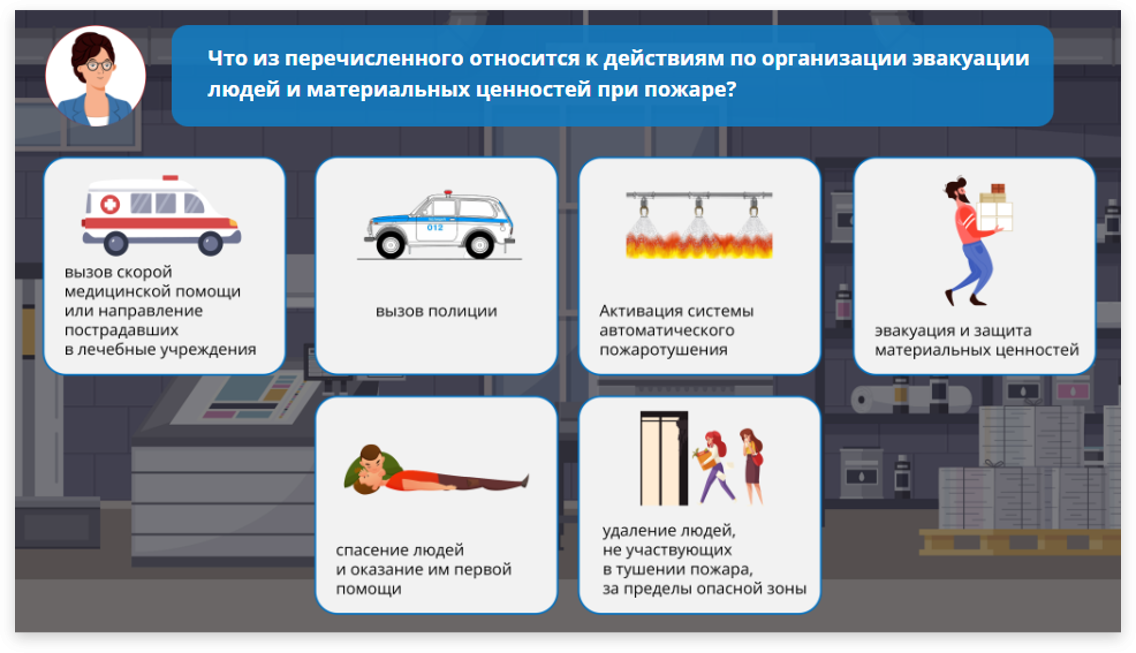 Что из перечисленного относится к действиям по организации эвакуации
людей и материальных ценностей при пожаре?
вызов скорой
медицинской помощи
или направление
пострадавших
в лечебные учреждения
012
вызов полиции
Активация системы
автоматического
пожаротушения
эвакуация и защита
материальных ценностей
спасение людей
и оказание им первой
помощи
удаление людей,
не участвующих
в тушении пожара,
за пределы опасной зоны